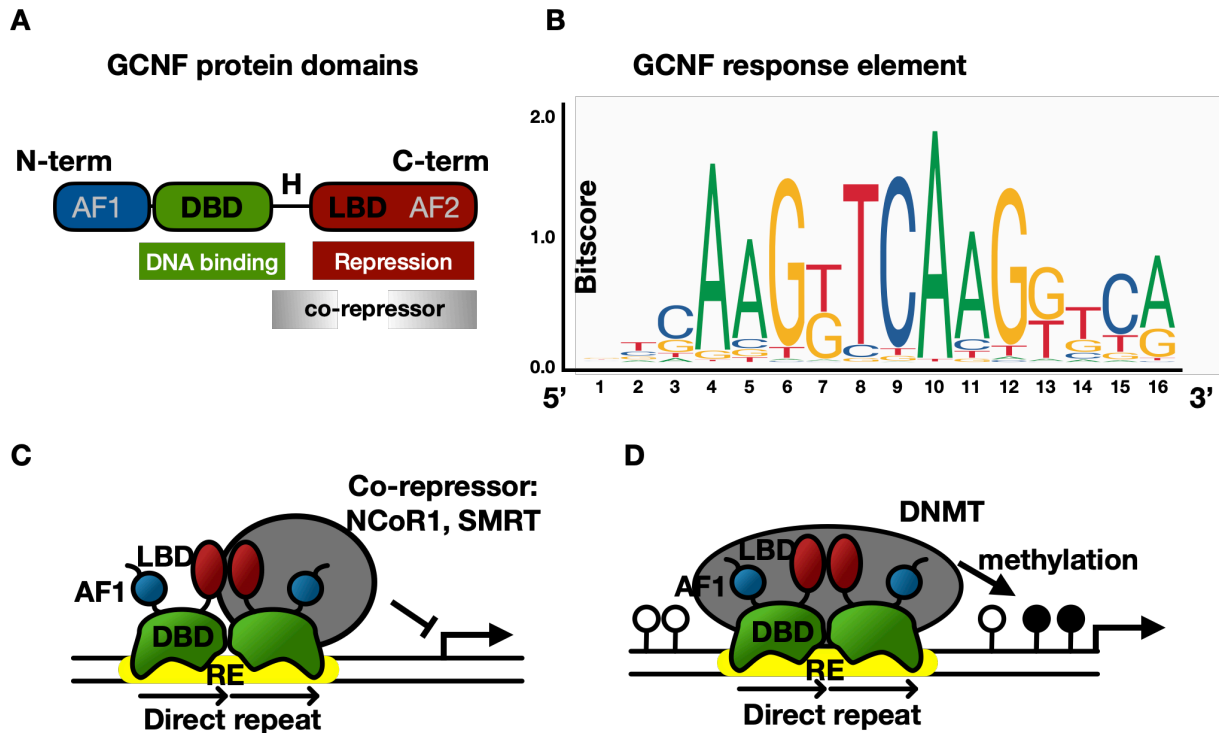 A
GCNF protein domains
N-term
C-term
H
AF1
DBD
LBD
AF2
DNA binding
Repression
co-repressor
B
GCNF response element
2.0
1.0
0.0
Bitscore
T
C
C
G
T
A
G
A
C
G
G
T
T
G
T
C
C
T
A
T
A
C
T
G
T
G
T
T
G
C
C
T
G
A
G
T
5’
1 2 3 4 5 6 7 8 9 10 11 12 13 14 15 16
3’
C
Co-repressor:
NCoR1, SMRT
LBD
AF1
DBD
RE
Direct repeat
D
DNMT
methylation
LBD
AF1
DBD
RE
Direct repeat